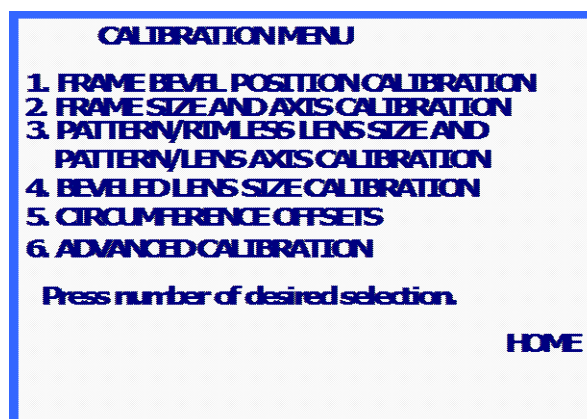 CALIBRATION MENU
1. FRAME BEVEL POSITION CALIBRATION
2. FRAME SIZE AND AXIS CALIBRATION
3. PATTERN/RIMLESS LENS SIZE AND
PATTERN/LENS AXIS CALIBRATION
4. BEVELED LENS SIZE CALIBRATION
5. CIRCUMFERENCE OFFSETS
6. ADVANCED CALIBRATION
Press number of desired selection.
HOME